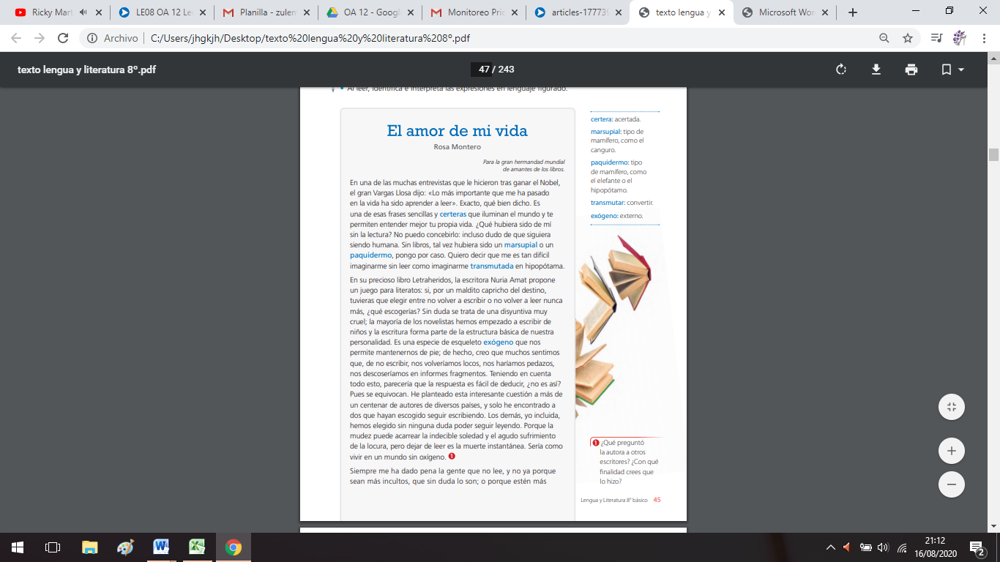 Ricky Mart
LE08 OA 12 Le
Planilla - zulem
OA 12 - Googl
Monitoreo Pric
articles-177739
texto lengua y
Microsoft Wor
Archivo
C:/Users/jhgkjh/Desktop/texto%20lengua%20y%20literatura%208º.pdf
texto lengua y literatura 8º.pdf
47 / 243
• Al leer, identifica e interpreta las expresiones en lenguaje figurado.
El amor de mi vida
Rosa Montero
Para la gran hermandad mundial
de amantes de los libros.
En una de las muchas entrevistas que le hicieron tras ganar el Nobel,
el gran Vargas Llosa dijo: «Lo más importante que me ha pasado
en la vida ha sido aprender a leer». Exacto, qué bien dicho. Es
una de esas frases sencillas y certeras que iluminan el mundo y te
permiten entender mejor tu propia vida. ¿Qué hubiera sido de mí
sin la lectura? No puedo concebirlo: incluso dudo de que siguiera
siendo humana. Sin libros, tal vez hubiera sido un marsupial o un
paquidermo, pongo por caso. Quiero decir que me es tan difícil
imaginarme sin leer como imaginarme transmutada en hipopótama.
En su precioso libro Letraheridos, la escritora Nuria Amat propone
un juego para literatos: si, por un maldito capricho del destino,
tuvieras que elegir entre no volver a escribir o no volver a leer nunca
más, ¿qué escogerías? Sin duda se trata de una disyuntiva muy
cruel; la mayoría de los novelistas hemos empezado a escribir de
niños y la escritura forma parte de la estructura básica de nuestra
personalidad. Es una especie de esqueleto exógeno que nos
permite mantenernos de pie; de hecho, creo que muchos sentimos
que, de no escribir, nos volveríamos locos, nos haríamos pedazos,
nos descoseríamos en informes fragmentos. Teniendo en cuenta
todo esto, parecería que la respuesta es fácil de deducir, ¿no es así?
Pues se equivocan. He planteado esta interesante cuestión a más de
un centenar de autores de diversos países, y solo he encontrado a
dos que hayan escogido seguir escribiendo. Los demás, yo incluida,
hemos elegido sin ninguna duda poder seguir leyendo. Porque la
mudez puede acarrear la indecible soledad y el agudo sufrimiento
de la locura, pero dejar de leer es la muerte instantánea. Sería como
vivir en un mundo sin oxígeno. 1
Siempre me ha dado pena la gente que no lee, y no ya porque
sean más incultos, que sin duda lo son; o porque estén más
certera: acertada.
marsupial: tipo de
mamífero, como el
canguro.
paquidermo: tipo
de mamífero, como
el elefante o el
hipopótamo.
transmutar: convertir.
exógeno: externo.
1 ¿Qué preguntó
la autora a otros
escritores? ¿Con qué
finalidad crees que
lo hizo?
Lengua y Literatura 8º básico 45
21:12
16/08/2020
2